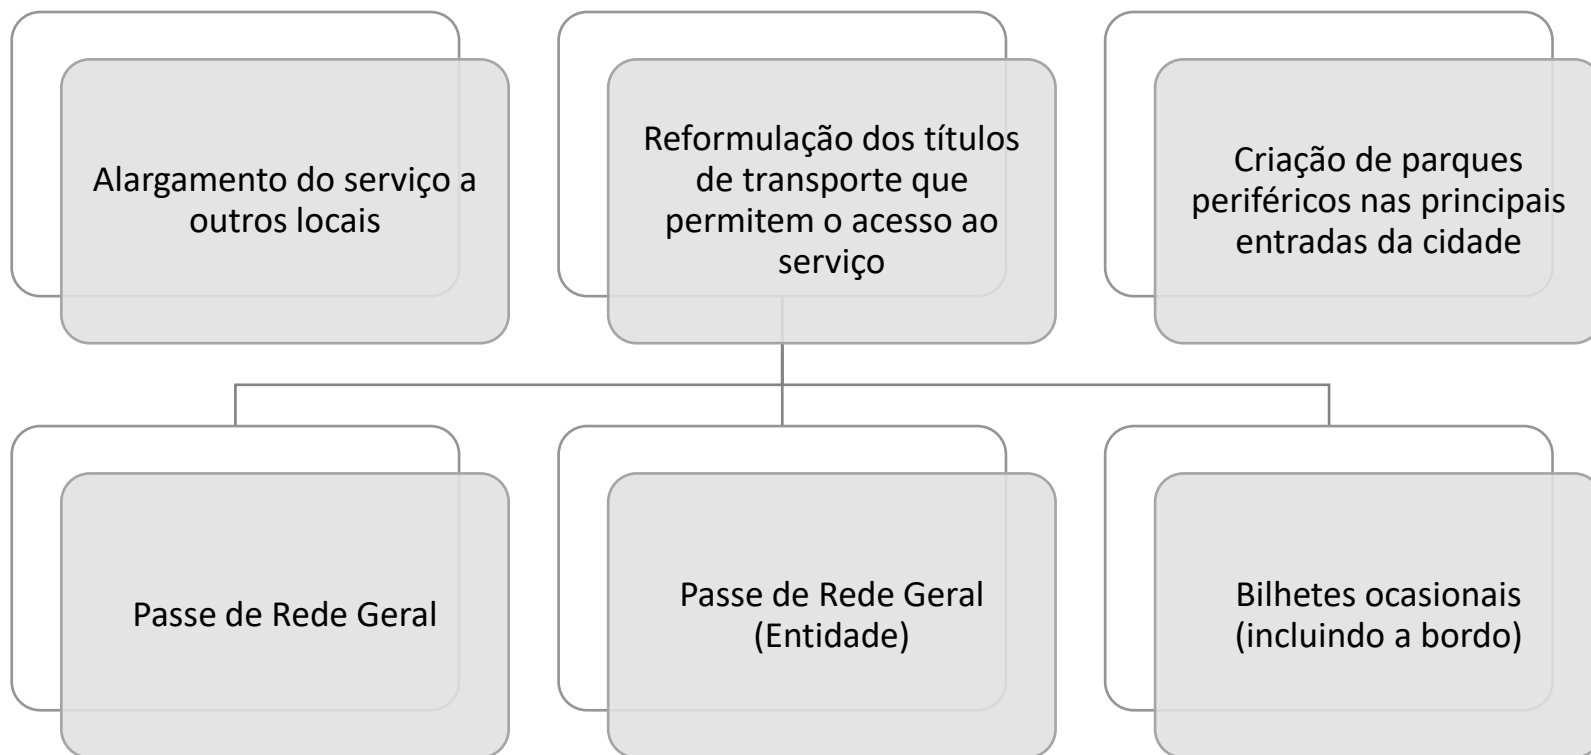 Alargamento do serviço a
outros locais
Reformulação dos títulos
de transporte que
permitem o acesso ao
serviço
Criação de parques
periféricos nas principais
entradas da cidade
Passe de Rede Geral
Passe de Rede Geral
(Entidade)
Bilhetes ocasionais
(incluindo a bordo)